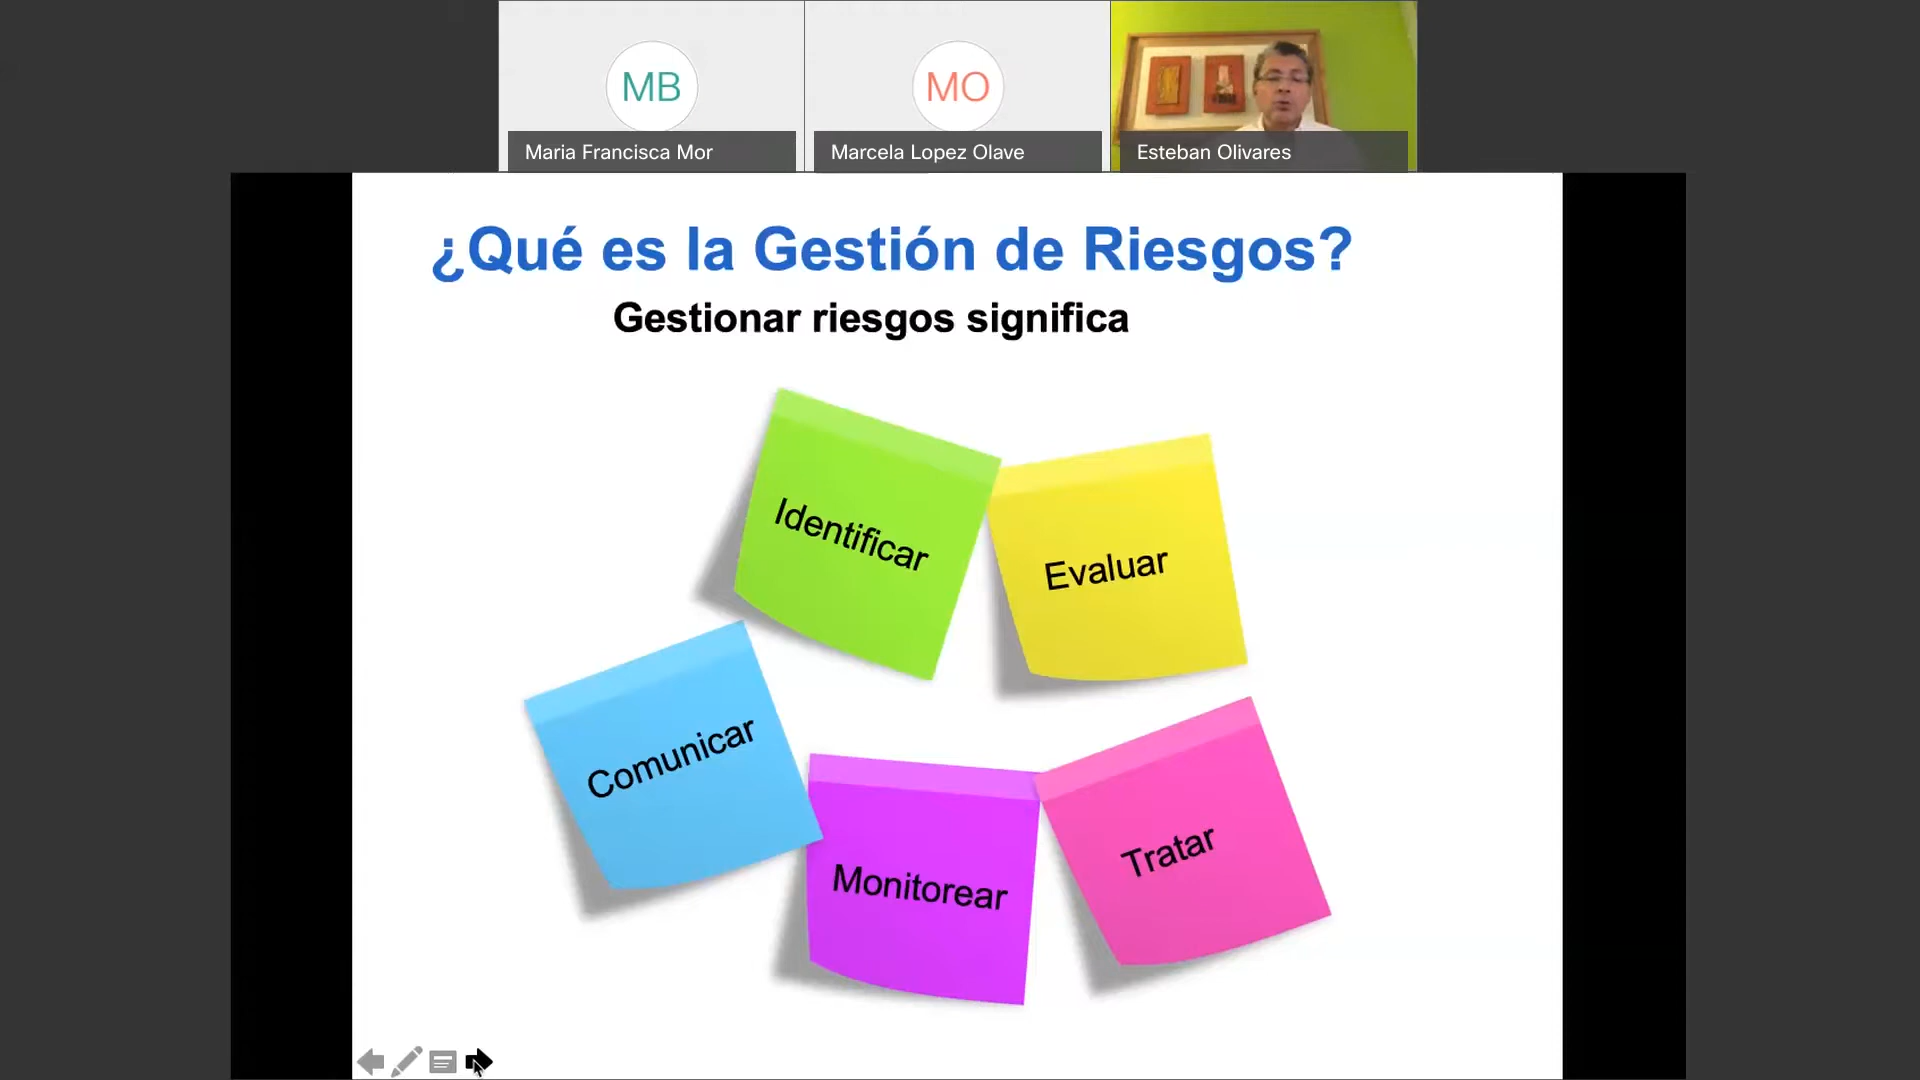 MB
MO
Maria Francisca Mor
Marcela Lopez Olave
Esteban Olivares
¿Qué es la Gestión de Riesgos?
Gestionar riesgos significa
Identificar
Evaluar
Comunicar
Monitorear
Tratar